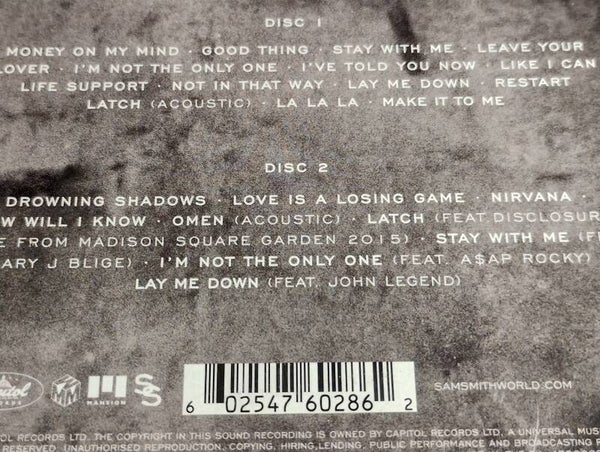 DISC 1
MONEY ON MY MIND · GOOD THING · STAY WITH ME · LEAVE YOUR
LOVER · I'M NOT THE ONLY ONE · I'VE TOLD YOU NOW · LIKE I CAN
LIFE SUPPORT · NOT IN THAT WAY · LAY ME DOWN · RESTART
LATCH (ACOUSTIC) · LA LA LA · MAKE IT TO ME
DISC 2
DROWNING SHADOWS · LOVE IS A LOSING GAME · NIRVANA ·
OW WILL I KNOW · OMEN (ACOUSTIC) · LATCH (FEAT. DISCLOSUR
E FROM MADISON SQUARE GARDEN 2015) · STAY WITH ME (F
ARY J BLIGE) · I'M NOT THE ONLY ONE (FEAT. A$AP ROCKY)
LAY ME DOWN (FEAT. JOHN LEGEND)
MANSION
SAMSMITHWORLD.COM
6 02547 60286 2
OL RECORDS LTD. THE COPYRIGHT IN THIS SOUND RECORDING IS OWNED BY CAPITOL RECORDS LTD. A UNIVERSAL MUS
RESERVED. UNAUTHORISED REPRODUCTION, COPYING, HIRING, LENDING, PUBLIC PERFORMANCE AND BROADCASTING